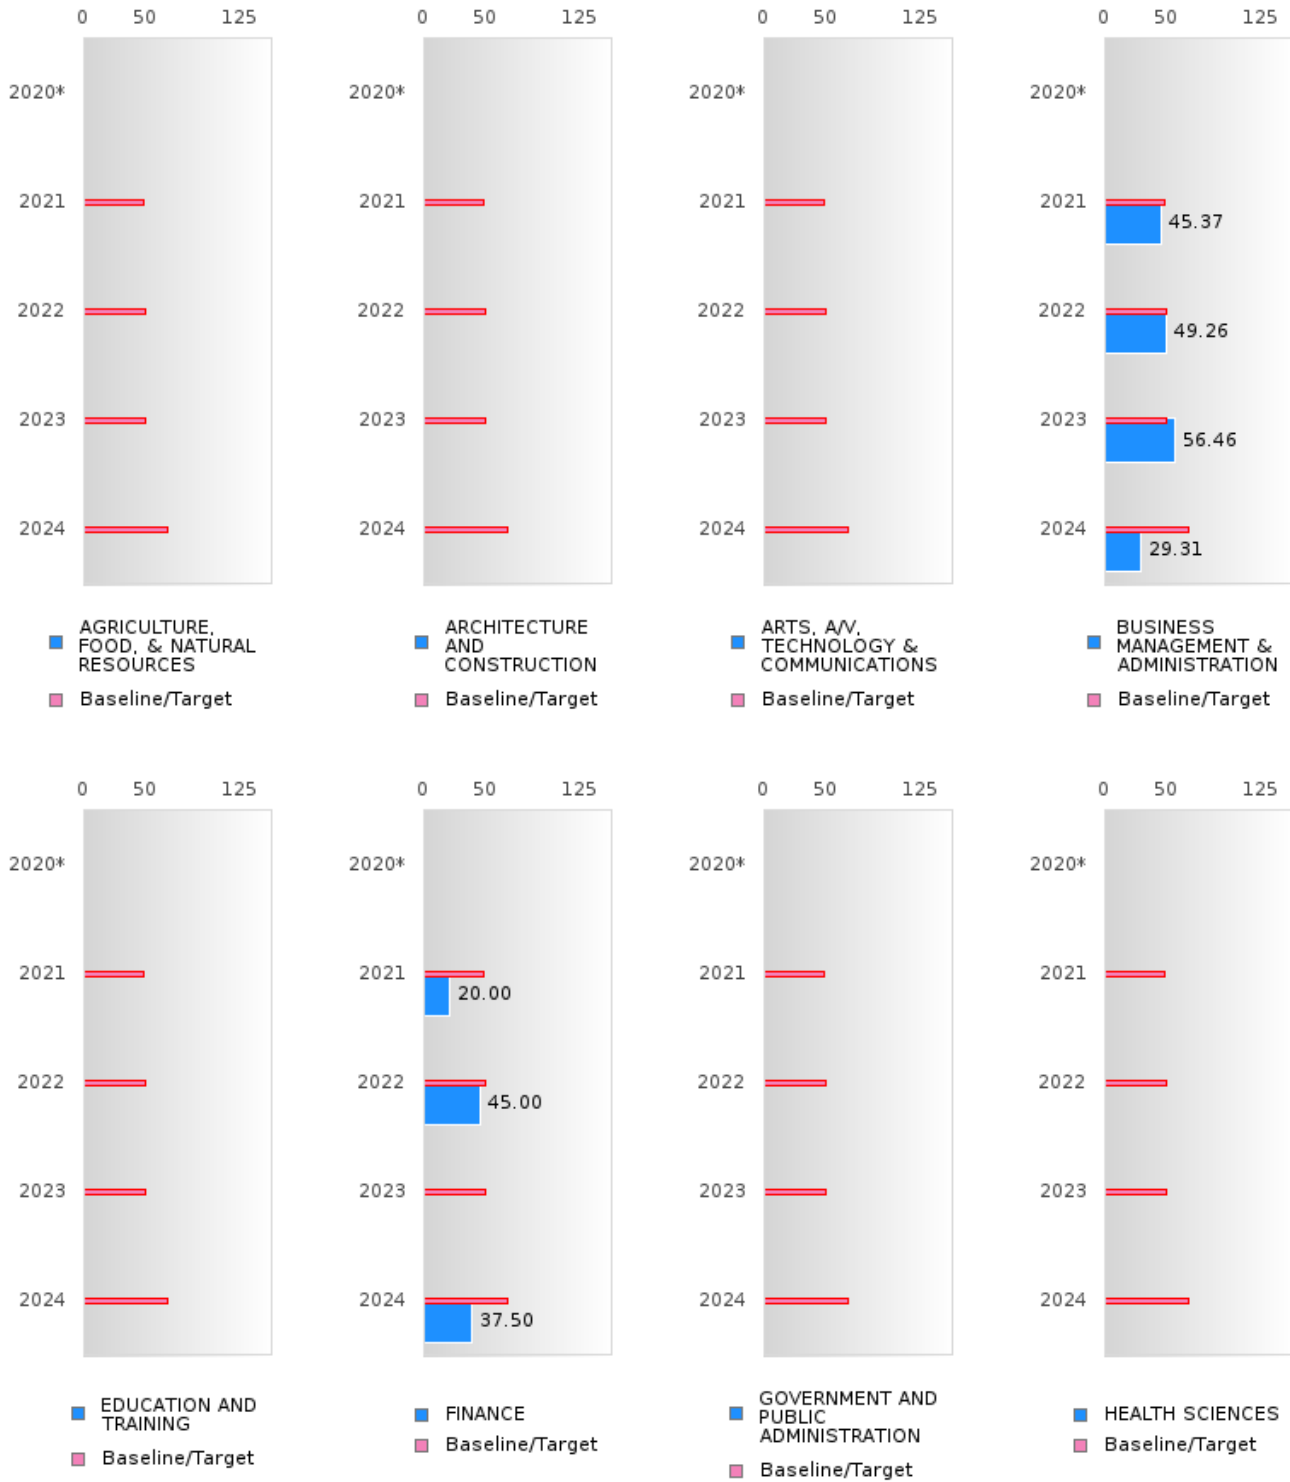 0 50 125
2020*
2021
2022
2023
2024
AGRICULTURE,
FOOD, & NATURAL
RESOURCES
Baseline/Target
0 50 125
2020*
2021
2022
2023
2024
ARCHITECTURE
AND
CONSTRUCTION
Baseline/Target
0 50 125
2020*
2021
2022
2023
2024
ARTS, A/V,
TECHNOLOGY &
COMMUNICATIONS
Baseline/Target
0 50 125
2020*
2021
45.37
2022
49.26
2023
56.46
2024
29.31
BUSINESS
MANAGEMENT &
ADMINISTRATION
Baseline/Target
0 50 125
2020*
2021
2022
2023
2024
EDUCATION AND
TRAINING
Baseline/Target
0 50 125
2020*
2021
20.00
2022
45.00
2023
2024
37.50
FINANCE
Baseline/Target
0 50 125
2020*
2021
2022
2023
2024
GOVERNMENT AND
PUBLIC
ADMINISTRATION
Baseline/Target
0 50 125
2020*
2021
2022
2023
2024
HEALTH SCIENCES
Baseline/Target